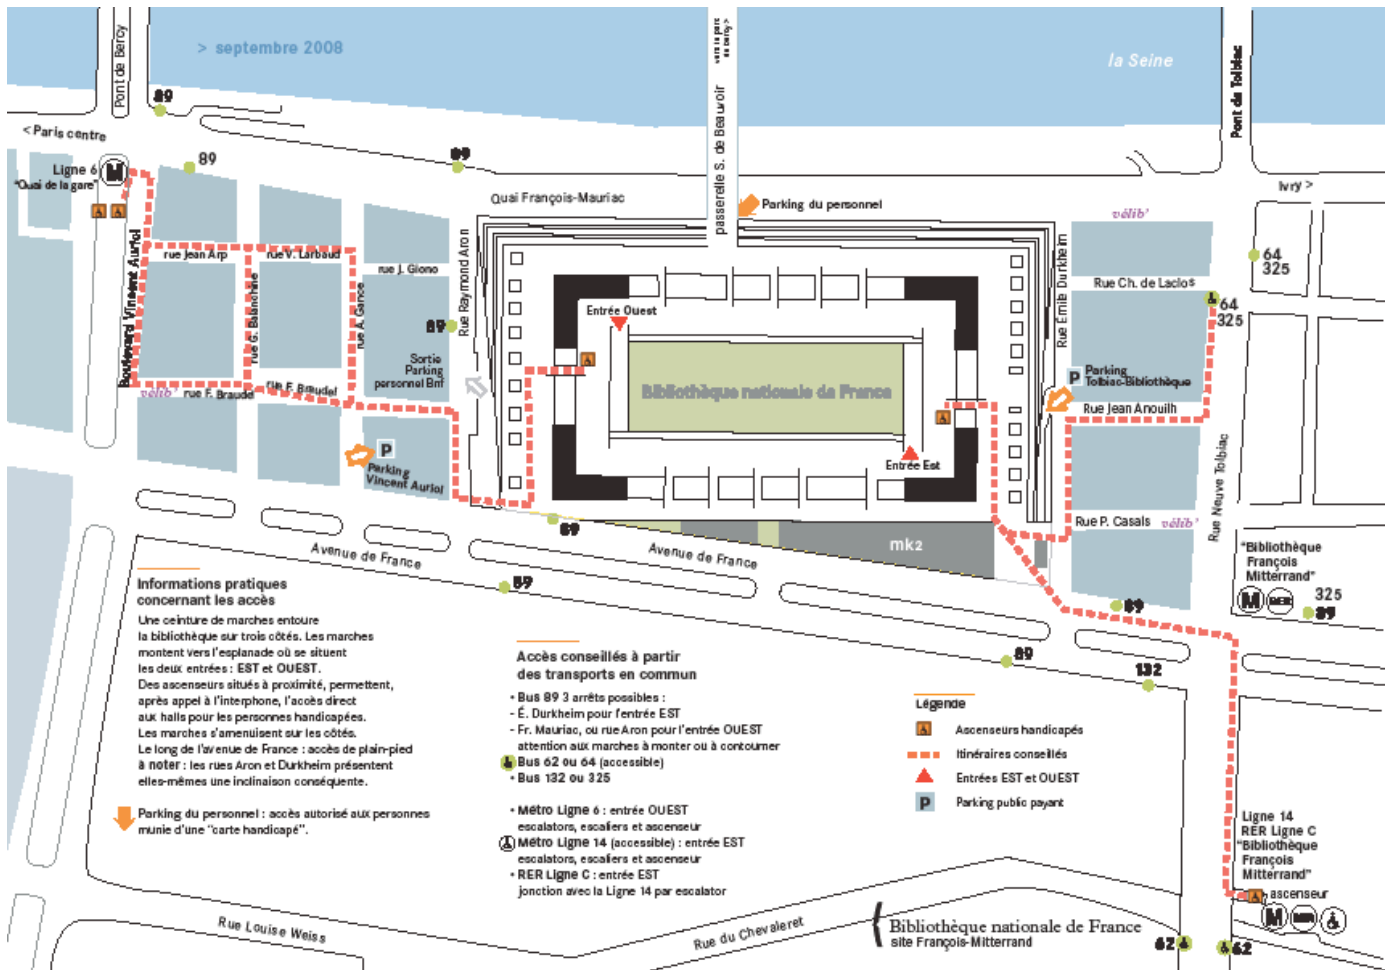 > septembre 2008
la Seine
Pont de Bercy
vers le parc
de bercy >
Pont de Tolbiac
89
< Paris centre
89
89
Ligne 6
M
"Quai de la gare"
passerelle S. de Beauvoir
Quai François-Mauriac
Parking du personnel
Ivry >
vélib'
Boulevard Vincent Auriol
rue Jean Arp
rue V. Larbaud
rue J. Giono
rue G. Balanchine
rue A. Gance
Rue Raymond Aron
Rue Emile Durkheim
64
325
Rue Ch. de Laclos
64
325
89
Entrée Ouest
Sortie
Parking
personnel Bnf
Bibliothèque nationale de France
P
Parking
Tolbiac-Bibliothèque
vélib'
rue F. Braudel
rue F. Braudel
Rue Jean Anouilh
P
Parking
Vincent Auriol
Entrée Est
Rue Neuve Tolbiac
Rue P. Casals
vélib'
89
Avenue de France
Avenue de France
mk2
"Bibliothèque
François
Mitterrand"
M
RER
325
89
89
89
89
132
Informations pratiques
concernant les accès
Une ceinture de marches entoure
la bibliothèque sur trois côtés. Les marches
montent vers l'esplanade où se situent
les deux entrées : EST et OUEST.
Des ascenseurs situés à proximité, permettent,
après appel à l'interphone, l'accès direct
aux halls pour les personnes handicapées.
Les marches s'amenuisent sur les côtés.
Le long de l'avenue de France : accès de plain-pied
à noter : les rues Aron et Durkheim présentent
elles-mêmes une inclinaison conséquente.
Parking du personnel : accès autorisé aux personnes
munie d'une "carte handicapé".
Accès conseillés à partir
des transports en commun
• Bus 89 3 arrêts possibles :
- É. Durkheim pour l'entrée EST
- Fr. Mauriac, ou rue Aron pour l'entrée OUEST
attention aux marches à monter ou à contourner
Bus 62 ou 64 (accessible)
• Bus 132 ou 325
• Métro Ligne 6 : entrée OUEST
escalators, escaliers et ascenseur
Métro Ligne 14 (accessible) : entrée EST
escalators, escaliers et ascenseur
• RER Ligne C : entrée EST
jonction avec la Ligne 14 par escalator
Légende
Ascenseurs handicapés
Itinéraires conseillés
Entrées EST et OUEST
P
Parking public payant
Ligne 14
RER Ligne C
"Bibliothèque
François
Mitterrand"
ascenseur
M
RER
Rue Louise Weiss
Rue du Chevaleret
Bibliothèque nationale de France
site François-Mitterrand
62
62